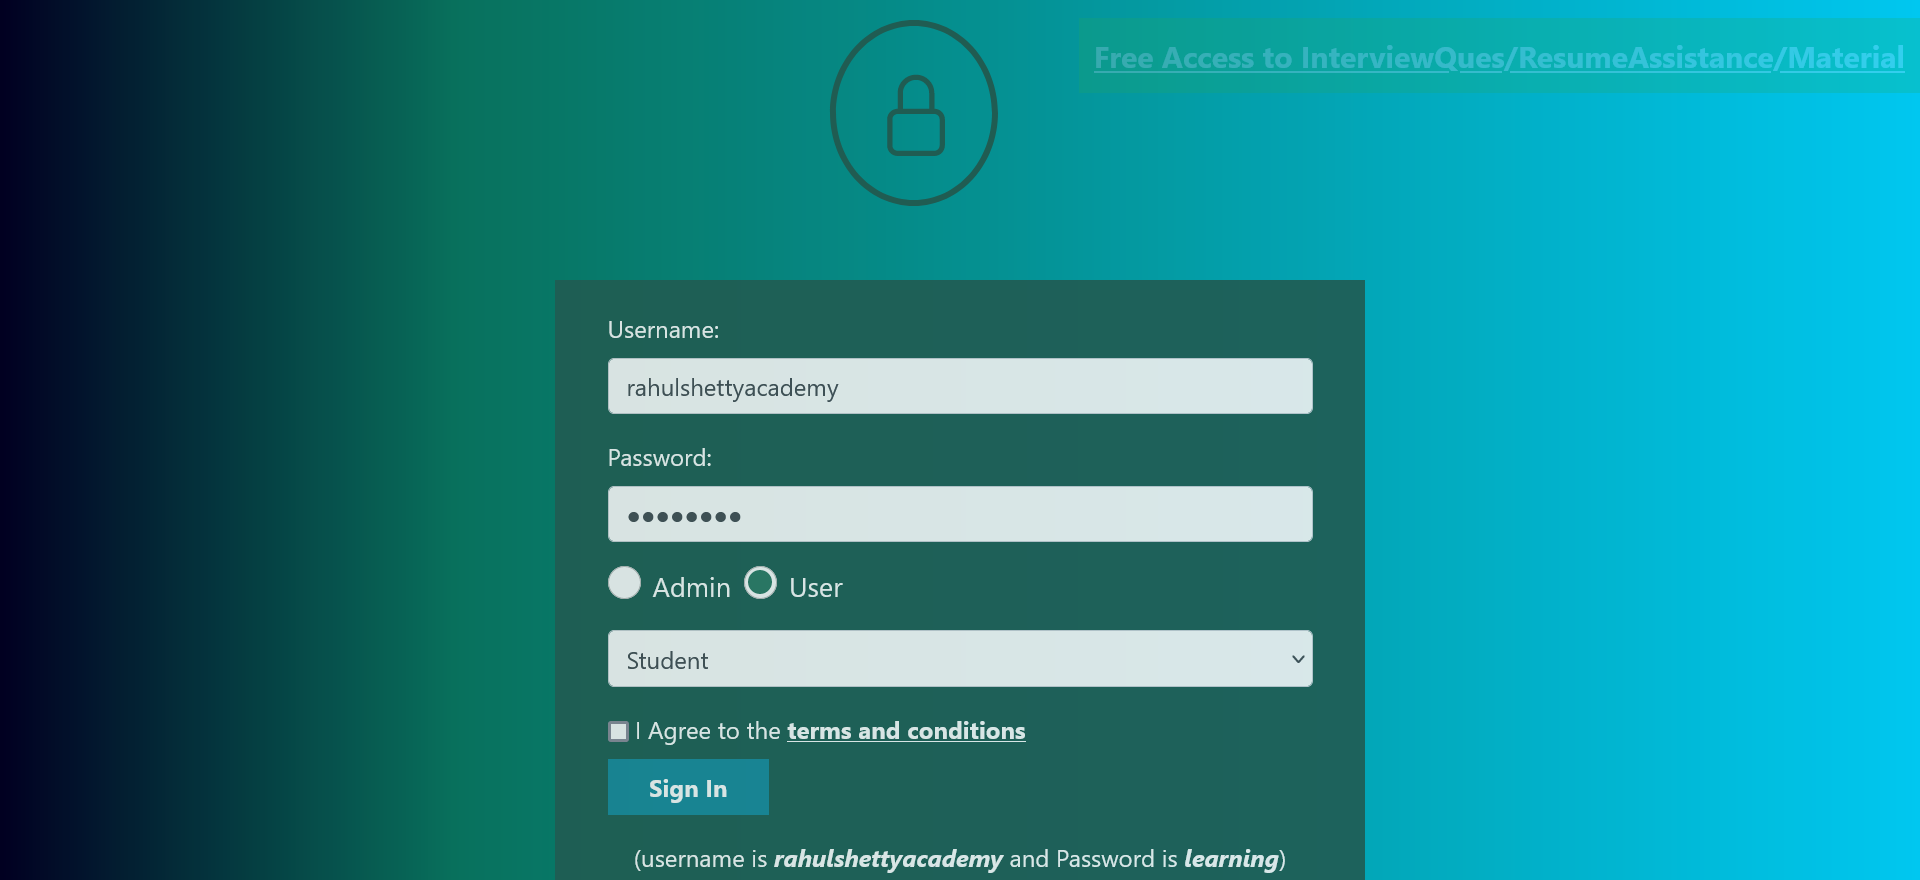 Free Access to InterviewQues/ResumeAssistance/Material
Username:
rahulshettyacademy
Password:
••••••••
Admin User
Student
I Agree to the terms and conditions
Sign In
(username is rahulshettyacademy and Password is learning)